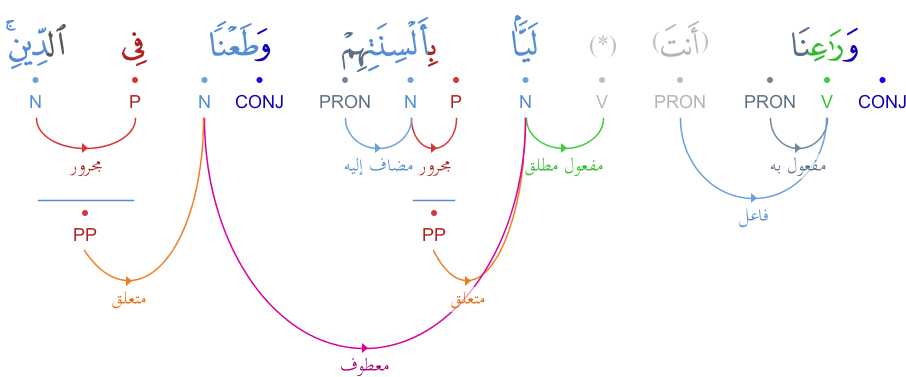 وَرَٰعِنَا (أَنتَ) (*) لَيًّۢا بِأَلْسِنَتِهِمْ وَطَعْنًا فِى ٱلدِّينِ ۚ
CONJ V PRON PRON V N P N PRON CONJ N P N
مفعول به مفعول مطلق مجرور مضاف إليه مجرور
فاعل
PP PP
متعلق متعلق
معطوف